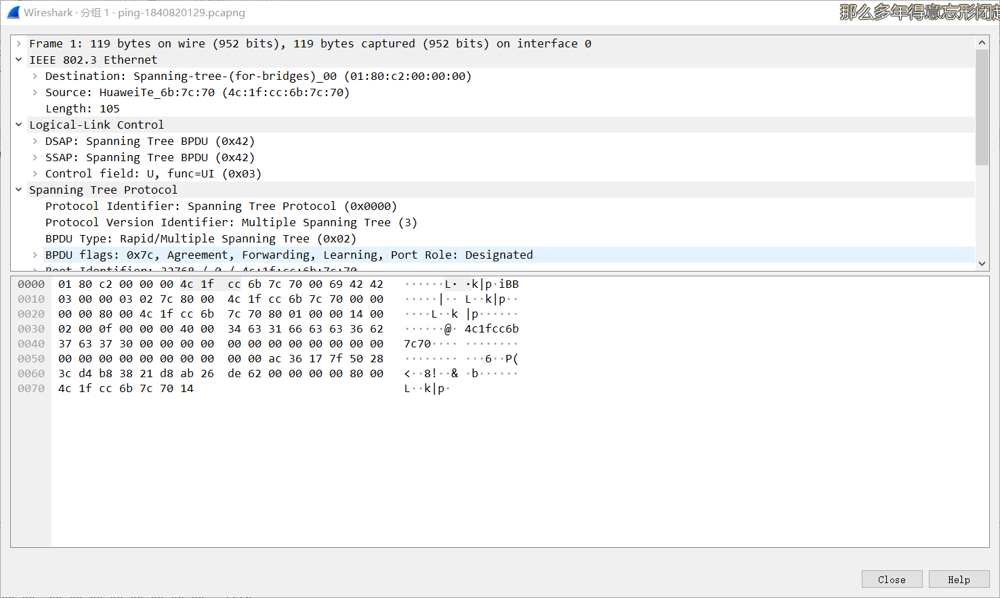 Wireshark · 分组 1 · ping-1840820129.pcapng
那么多年得意忘形闭
Frame 1: 119 bytes on wire (952 bits), 119 bytes captured (952 bits) on interface 0
IEEE 802.3 Ethernet
Destination: Spanning-tree-(for-bridges)_00 (01:80:c2:00:00:00)
Source: HuaweiTe_6b:7c:70 (4c:1f:cc:6b:7c:70)
Length: 105
Logical-Link Control
DSAP: Spanning Tree BPDU (0x42)
SSAP: Spanning Tree BPDU (0x42)
Control field: U, func=UI (0x03)
Spanning Tree Protocol
Protocol Identifier: Spanning Tree Protocol (0x0000)
Protocol Version Identifier: Multiple Spanning Tree (3)
BPDU Type: Rapid/Multiple Spanning Tree (0x02)
BPDU flags: 0x7c, Agreement, Forwarding, Learning, Port Role: Designated
Root Identifier: 32768 / 0 / 4c:1f:cc:6b:7c:70
0000 01 80 c2 00 00 00 4c 1f cc 6b 7c 70 00 69 42 42 ······L· ·k|p·iBB
0010 03 00 00 03 02 7c 80 00 4c 1f cc 6b 7c 70 00 00 ·····|·· L··k|p··
0020 00 00 80 00 4c 1f cc 6b 7c 70 80 01 00 00 14 00 ····L··k |p······
0030 02 00 0f 00 00 00 40 00 34 63 31 66 63 63 36 62 ······@· 4c1fcc6b
0040 37 63 37 30 00 00 00 00 00 00 00 00 00 00 00 00 7c70···· ········
0050 00 00 00 00 00 00 00 00 00 00 ac 36 17 7f 50 28 ········ ···6··P(
0060 3c d4 b8 38 21 d8 ab 26 de 62 00 00 00 00 80 00 <··8!··& ·b······
0070 4c 1f cc 6b 7c 70 14 L··k|p·
Close
Help